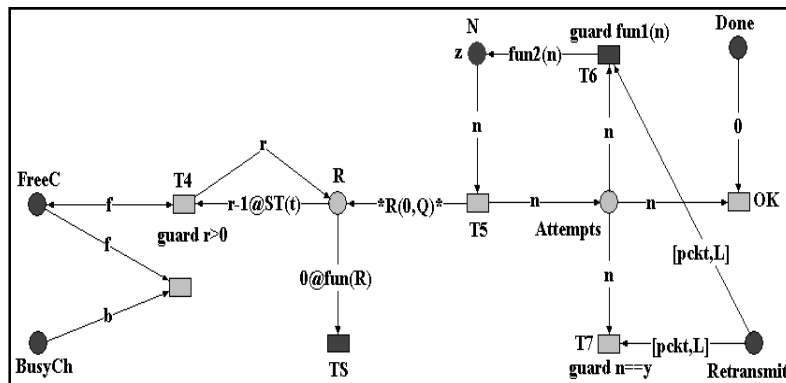 N
guard fun1(n)
Done
z
fun2(n)
T6
n
n
0
r
FreeC
T4
R
f
r-1@ST(t)
*R(0,Q)*
n
n
OK
T5
Attempts
guard r>0
f
[pckt,L]
0@fun(R)
n
b
T7
[pckt,L]
BusyCh
TS
guard n==y
Retransmit